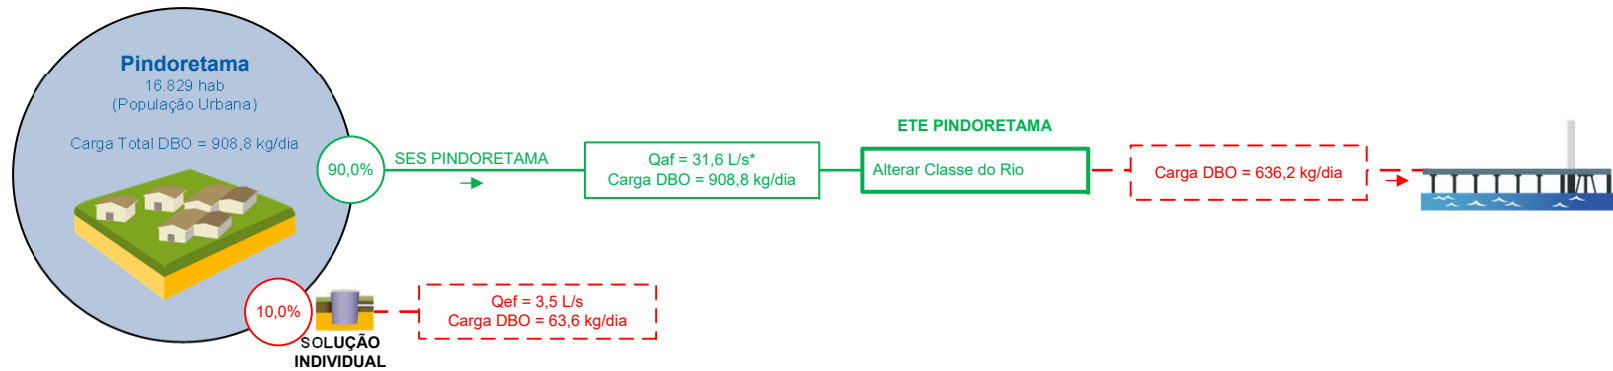 Pindoretama
16.829 hab
(População Urbana)
Carga Total DBO = 908,8 kg/dia
90,0%
SES PINDORETAMA
Qaf = 31,6 L/s*
Carga DBO = 908,8 kg/dia
ETE PINDORETAMA
Alterar Classe do Rio
Carga DBO = 636,2 kg/dia
10,0%
SOLUÇÃO
INDIVIDUAL
Qef = 3,5 L/s
Carga DBO = 63,6 kg/dia